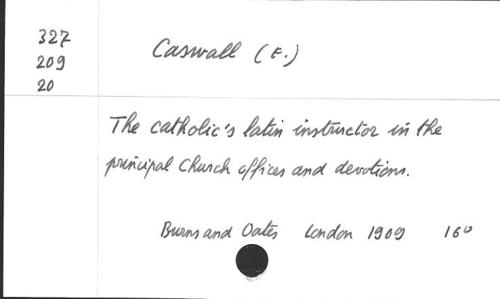 327
209
20
Caswall (E.)
The catholic's latin instructor in the
principal Church offices and devotions.
Burns and Oates London 1909 16°